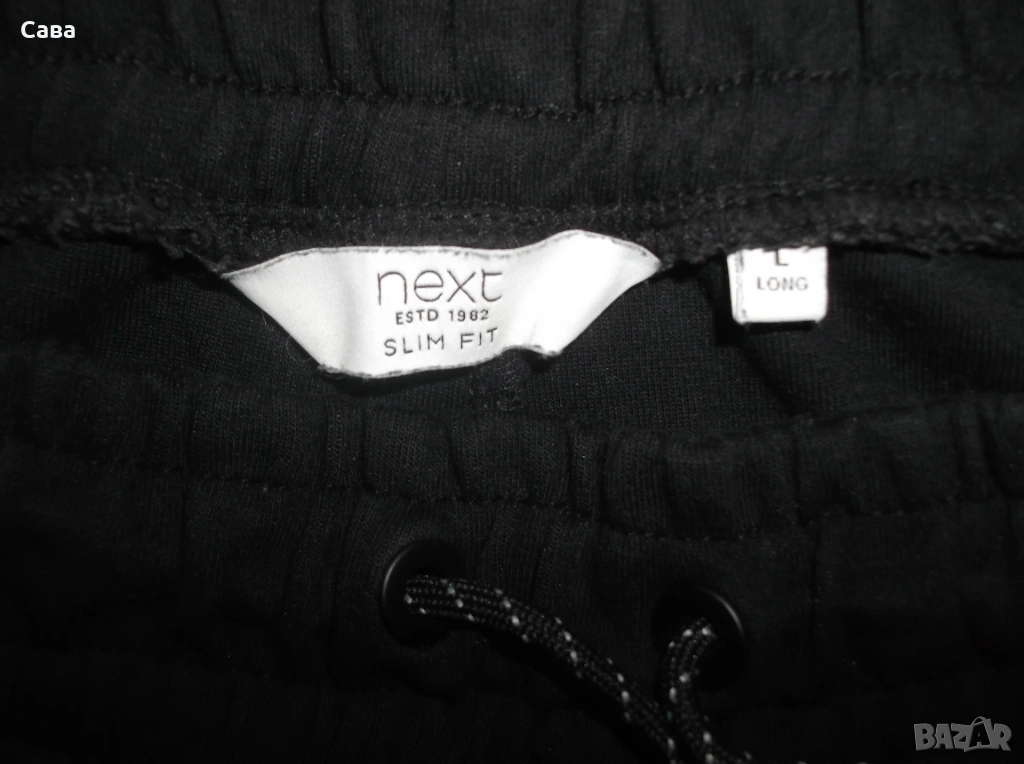 Сава
next
ESTD 1982
SLIM FIT
L
LONG
BAZAR